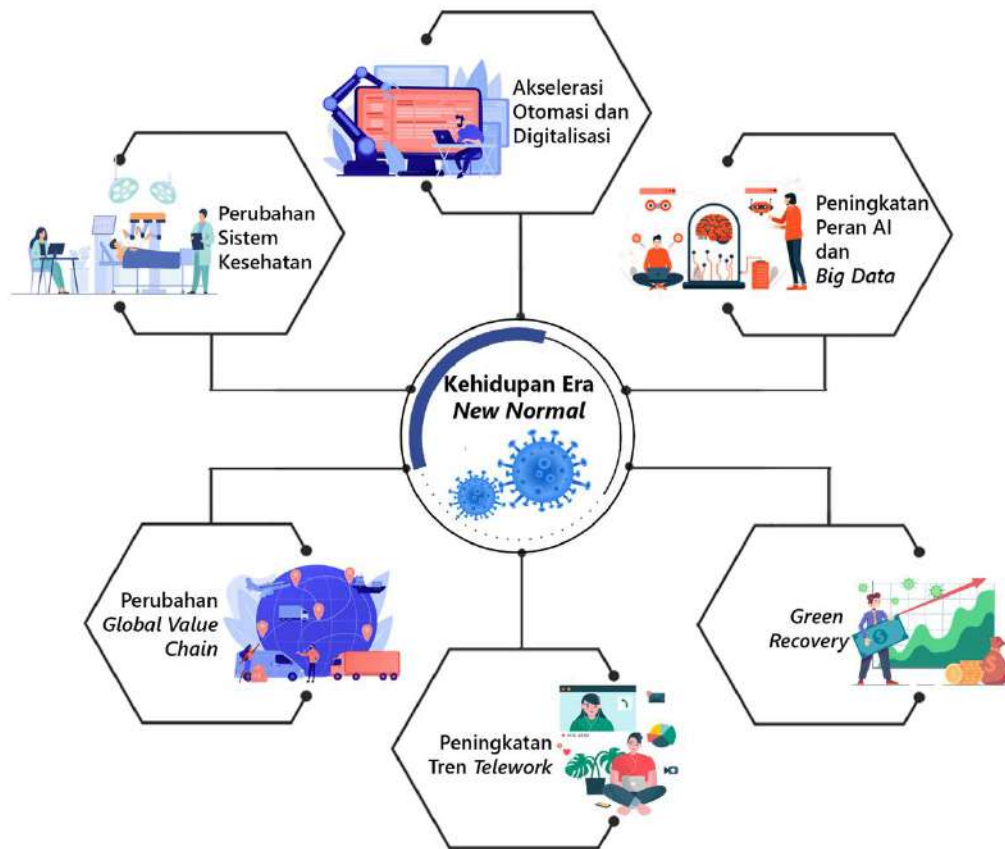 Akselerasi
Otomasi dan
Digitalisasi
Perubahan
Sistem
Kesehatan
Peningkatan
Peran AI
dan
Big Data
Kehidupan Era
New Normal
Perubahan
Global Value
Chain
Green
Recovery
Peningkatan
Tren Telework